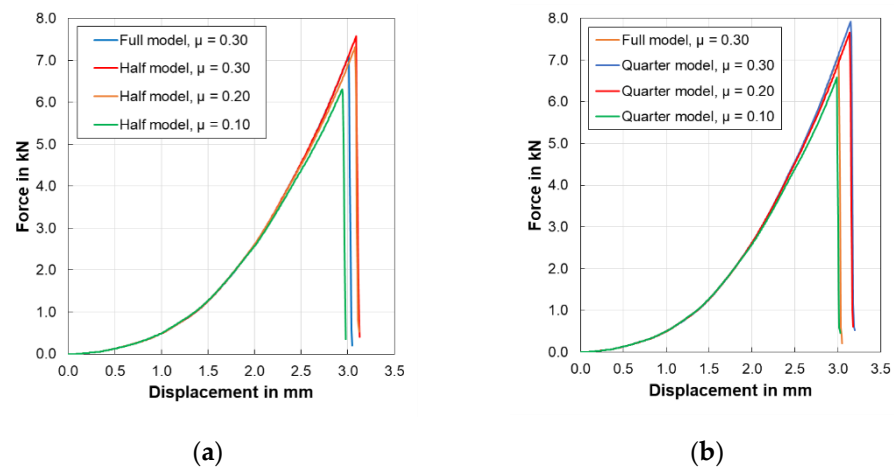 8.0
7.0
6.0
5.0
4.0
3.0
2.0
1.0
0.0
Force in kN
Full model, μ = 0.30
Half model, μ = 0.30
Half model, μ = 0.20
Half model, μ = 0.10
0.0 0.5 1.0 1.5 2.0 2.5 3.0 3.5
Displacement in mm
(a)
8.0
7.0
6.0
5.0
4.0
3.0
2.0
1.0
0.0
Force in kN
Full model, μ = 0.30
Quarter model, μ = 0.30
Quarter model, μ = 0.20
Quarter model, μ = 0.10
0.0 0.5 1.0 1.5 2.0 2.5 3.0 3.5
Displacement in mm
(b)